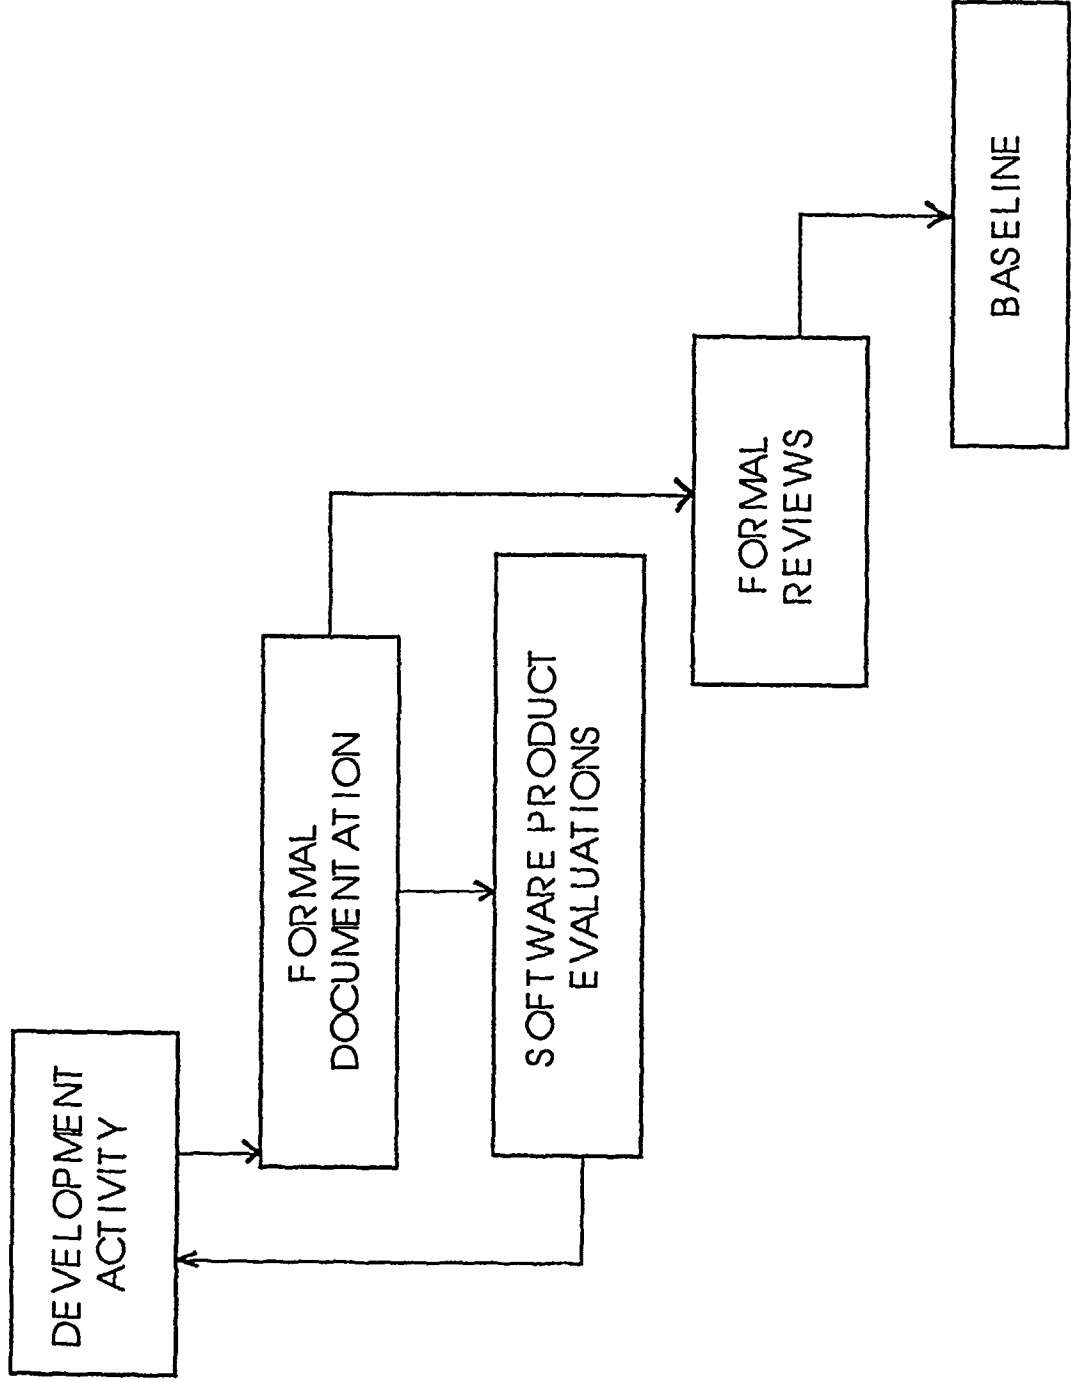 DEVELOPMENT
ACTIVITY
FORMAL
DOCUMENTATION
SOFTWARE PRODUCT
EVALUATIONS
FORMAL
REVIEWS
BASELINE